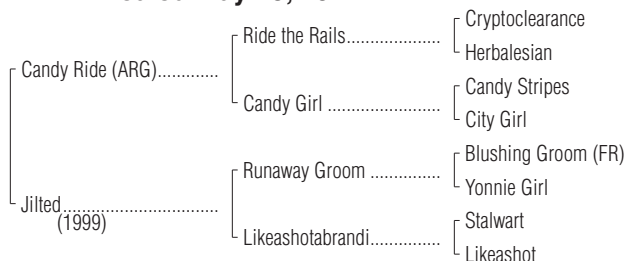 Cryptoclearance
Ride the Rails....................
Herbalesian
Candy Ride (ARG).............
Candy Stripes
Candy Girl ........................
City Girl
Blushing Groom (FR)
Runaway Groom ...............
Yonnie Girl
Jilted.................................
(1999)
Stalwart
Likeashotabrandi...............
Likeashot